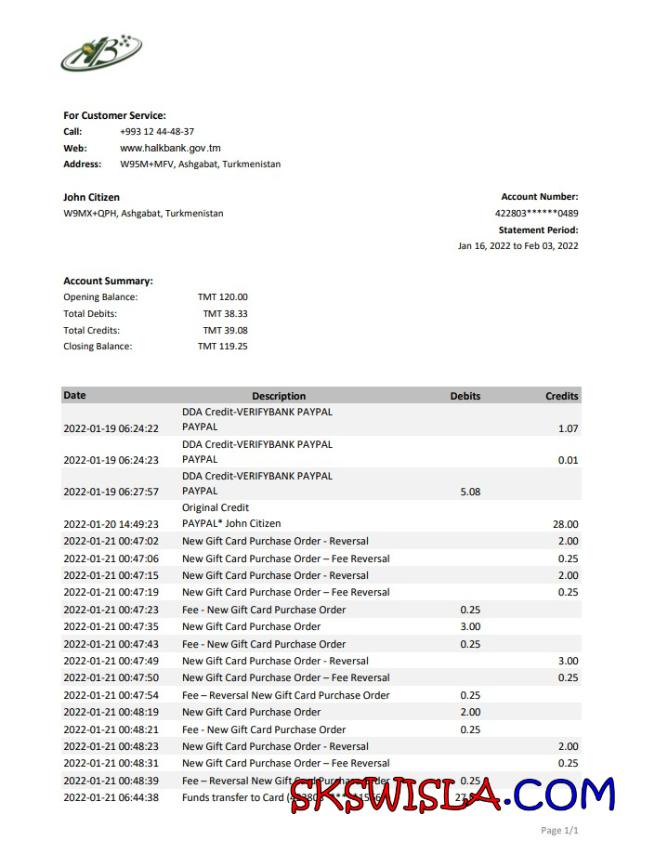 For Customer Service:
Call: +993 12 44-48-37
Web: www.halkbank.gov.tm
Address: W95M+MFV, Ashgabat, Turkmenistan
John Citizen
W9MX+QPH, Ashgabat, Turkmenistan
Account Number:
422803******0489
Statement Period:
Jan 16, 2022 to Feb 03, 2022
Account Summary:
Opening Balance: TMT 120.00
Total Debits: TMT 38.33
Total Credits: TMT 39.08
Closing Balance: TMT 119.25
Date Description Debits Credits
DDA Credit-VERIFYBANK PAYPAL
2022-01-19 06:24:22 PAYPAL 1.07
DDA Credit-VERIFYBANK PAYPAL
2022-01-19 06:24:23 PAYPAL 0.01
DDA Credit-VERIFYBANK PAYPAL
2022-01-19 06:27:57 PAYPAL 5.08
Original Credit
2022-01-20 14:49:23 PAYPAL* John Citizen 28.00
2022-01-21 00:47:02 New Gift Card Purchase Order - Reversal 2.00
2022-01-21 00:47:06 New Gift Card Purchase Order – Fee Reversal 0.25
2022-01-21 00:47:15 New Gift Card Purchase Order - Reversal 2.00
2022-01-21 00:47:19 New Gift Card Purchase Order – Fee Reversal 0.25
2022-01-21 00:47:23 Fee - New Gift Card Purchase Order 0.25
2022-01-21 00:47:35 New Gift Card Purchase Order 3.00
2022-01-21 00:47:43 Fee - New Gift Card Purchase Order 0.25
2022-01-21 00:47:49 New Gift Card Purchase Order - Reversal 3.00
2022-01-21 00:47:50 New Gift Card Purchase Order – Fee Reversal 0.25
2022-01-21 00:47:54 Fee – Reversal New Gift Card Purchase Order 0.25
2022-01-21 00:48:19 New Gift Card Purchase Order 2.00
2022-01-21 00:48:21 Fee - New Gift Card Purchase Order 0.25
2022-01-21 00:48:23 New Gift Card Purchase Order - Reversal 2.00
2022-01-21 00:48:31 New Gift Card Purchase Order – Fee Reversal 0.25
2022-01-21 00:48:39 Fee – Reversal New Gift Card Purchase Order 0.25
2022-01-21 06:44:38 Funds transfer to Card
SKSWISLA.COM
Page 1/1